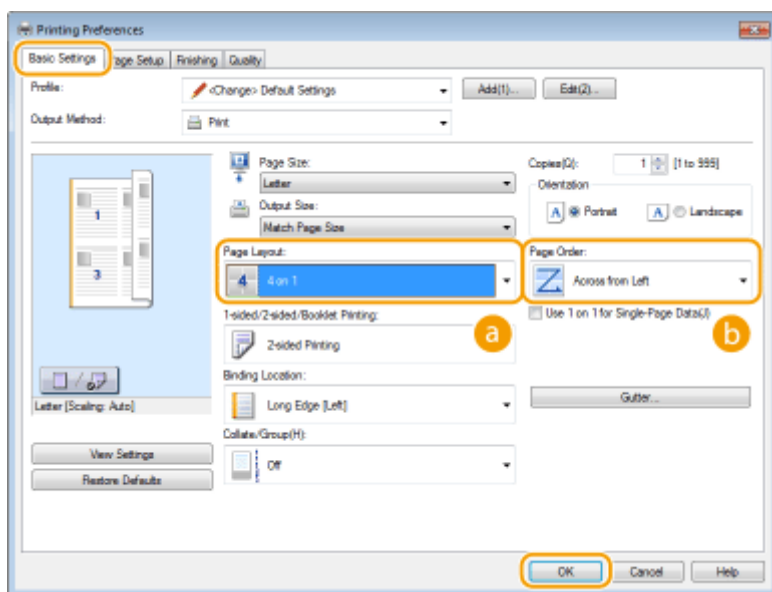 Printing Preferences
Basic Settings Page Setup Finishing Quality
Profile: <Change> Default Settings Add(1)... Edit(2)...
Output Method: Print
Page Size:
Letter
Output Size:
Match Page Size
Copies(Q): 1 [1 to 999]
Orientation
A Portrait A Landscape
1
3
Page Layout:
4 4 on 1
a
Page Order:
Across from Left
b
1-sided/2-sided/Booklet Printing:
2-sided Printing
Use 1 on 1 for Single-Page Data(J)
Binding Location:
Long Edge [Left]
Gutter...
Letter [Scaling: Auto]
Collate/Group(H):
Off
View Settings
Restore Defaults
OK Cancel Help